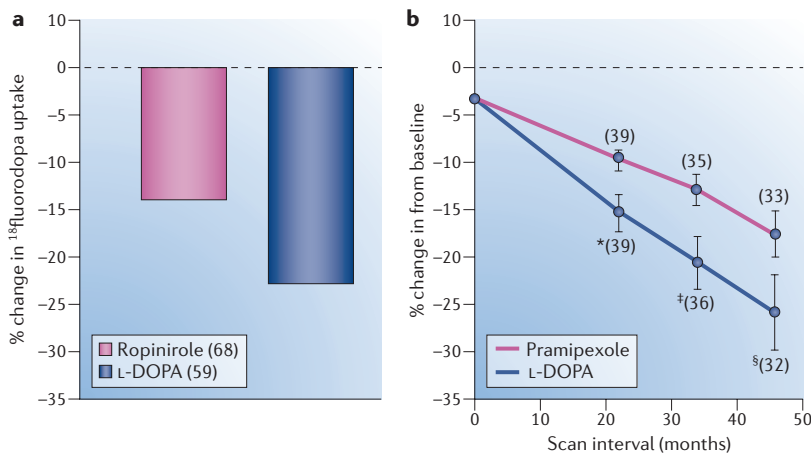 a
% change in ¹⁸fluorodopa uptake
10
5
0
−5
−10
−15
−20
−25
−30
−35
Ropinirole (68)
L-DOPA (59)
b
% change in from baseline
10
5
0
−5
−10
−15
−20
−25
−30
−35
(39)
(35)
(33)
*(39)
‡(36)
§(32)
Pramipexole
L-DOPA
0 10 20 30 40 50
Scan interval (months)